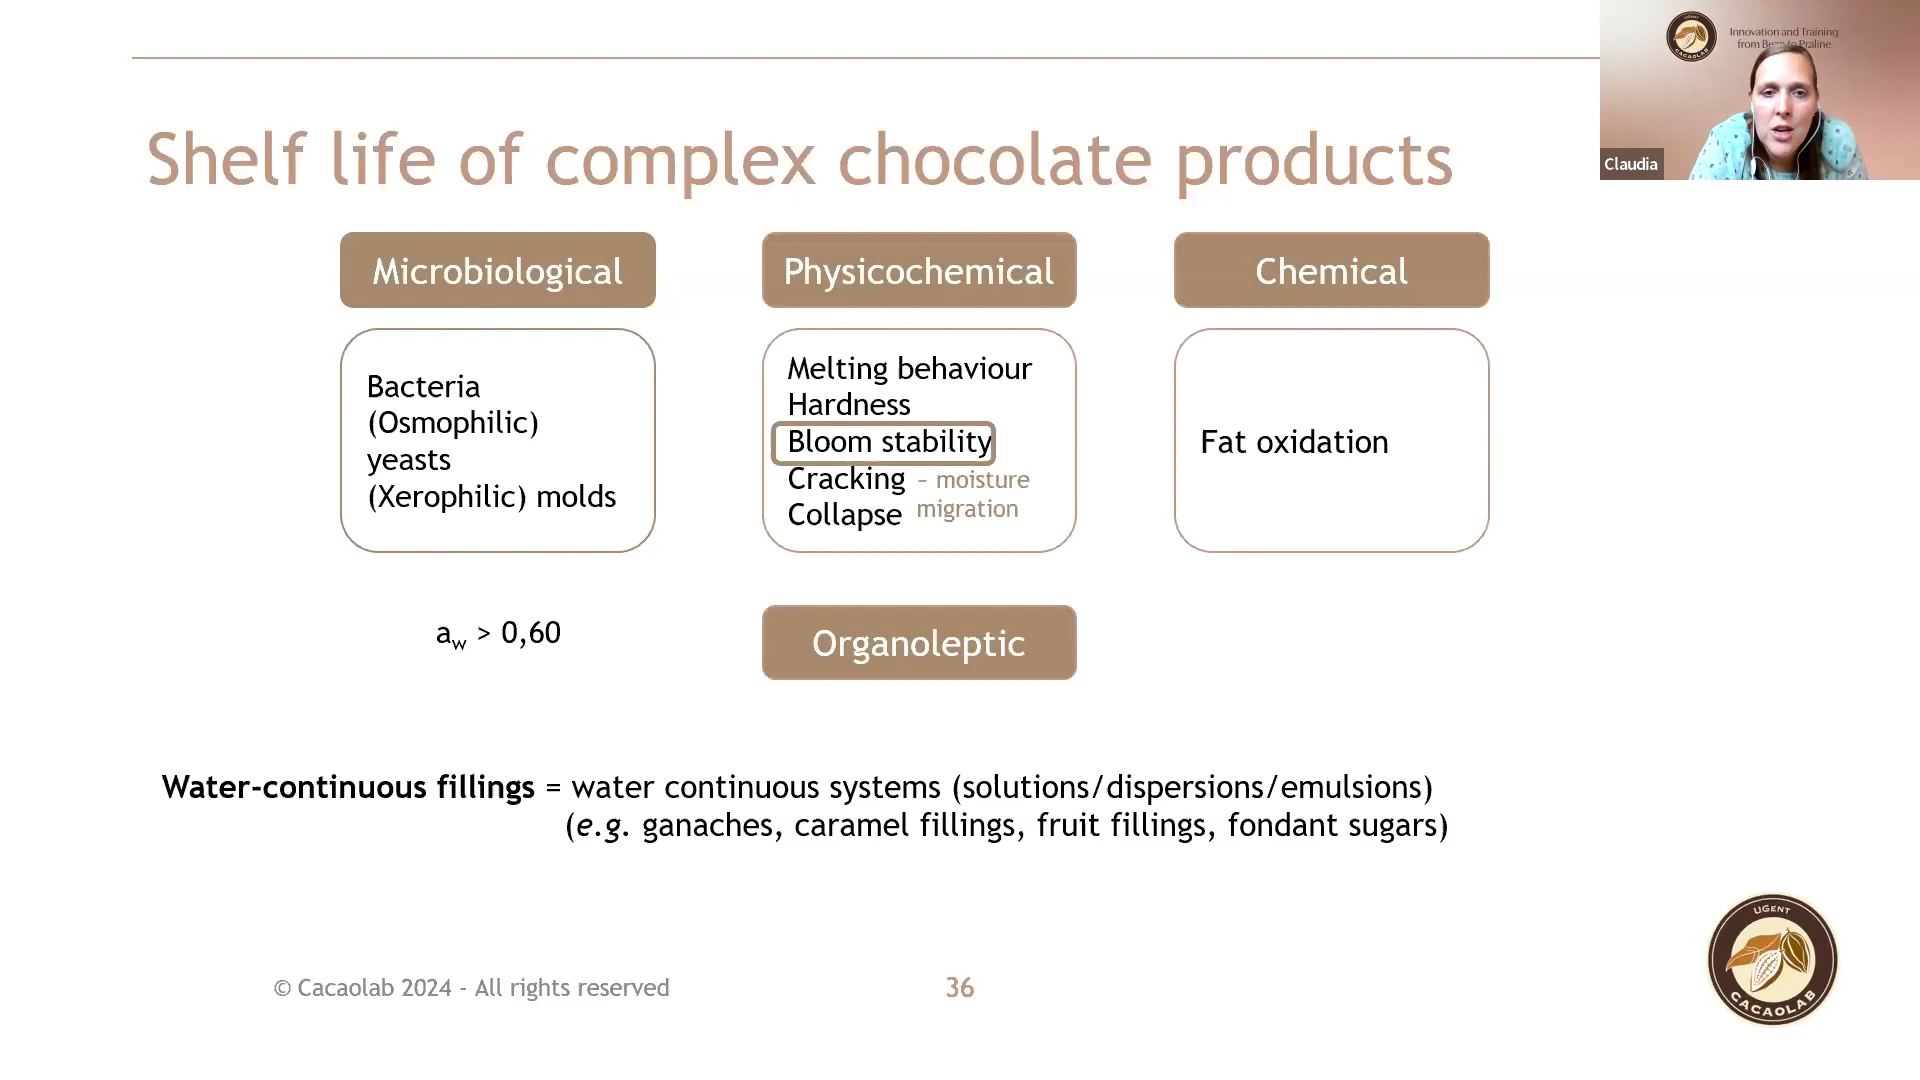 Innovation and Training
from Bean to Praline
UGENT
CACAOLAB
Claudia
Shelf life of complex chocolate products
Microbiological
Physicochemical
Chemical
Bacteria
(Osmophilic)
yeasts
(Xerophilic) molds
Melting behaviour
Hardness
Bloom stability
Cracking – moisture
Collapse migration
Fat oxidation
aw > 0,60
Organoleptic
Water-continuous fillings = water continuous systems (solutions/dispersions/emulsions)
(e.g. ganaches, caramel fillings, fruit fillings, fondant sugars)
© Cacaolab 2024 - All rights reserved
36
UGENT
CACAOLAB